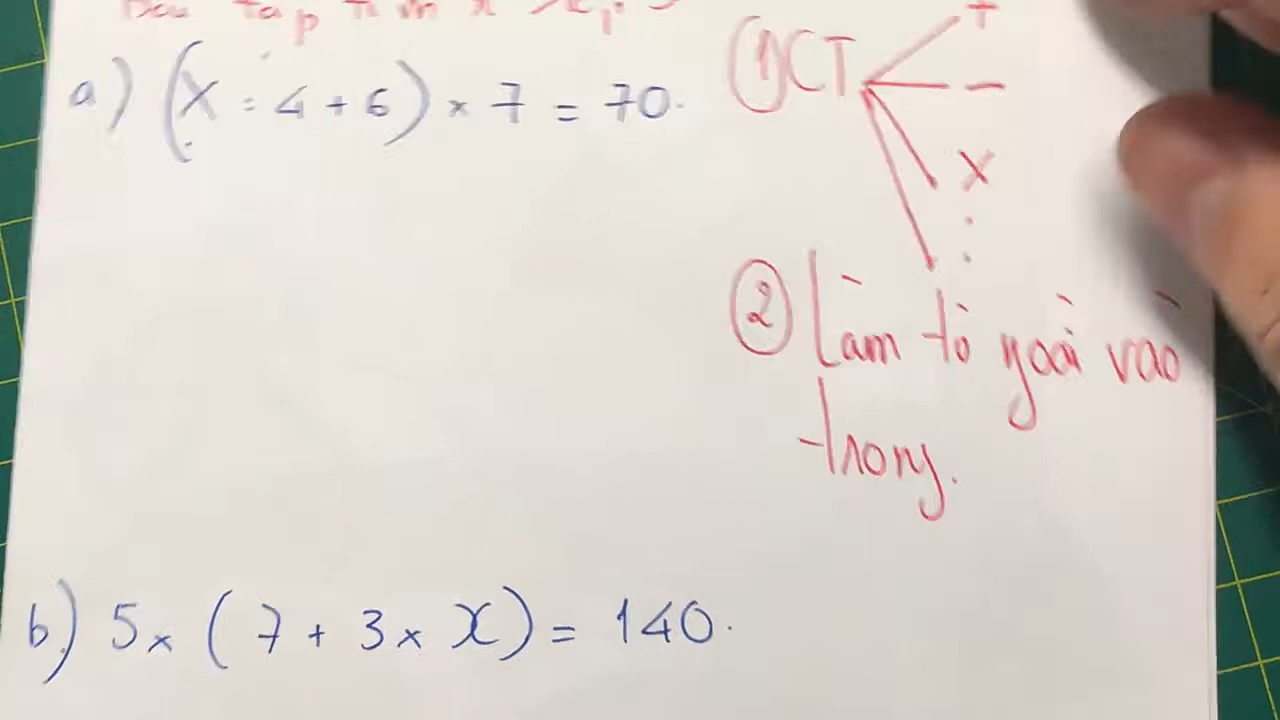 a) (X : 4 + 6) × 7 = 70.
① CT
+
−
×
:
② Làm từ ngoài vào
trong.
b) 5 × ( 7 + 3 × x ) = 140.